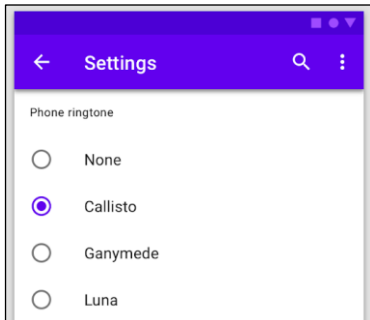 Settings
Phone ringtone
None
Callisto
Ganymede
Luna